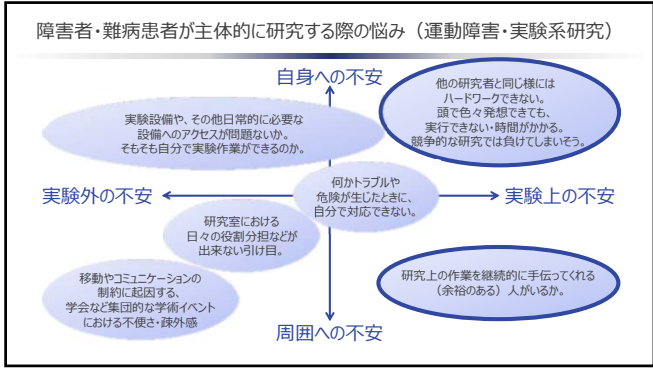 障害者・難病患者が主体的に研究する際の悩み（運動障害・実験系研究）
自身への不安
他の研究者と同じ様には
ハードワークできない。
頭で色々発想できても、
実行できない・時間がかかる。
競争的な研究では負けてしまいそう。
実験設備や、その他日常的に必要な
設備へのアクセスが問題ないか。
そもそも自分で実験作業ができるのか。
何かトラブルや
危険が生じたときに、
自分で対応できない。
実験外の不安
実験上の不安
研究室における
日々の役割分担などが
出来ない引け目。
移動やコミュニケーションの
制約に起因する、
学会など集団的な学術イベント
における不便さ・疎外感
研究上の作業を継続的に手伝ってくれる
（余裕のある）人がいるか。
周囲への不安